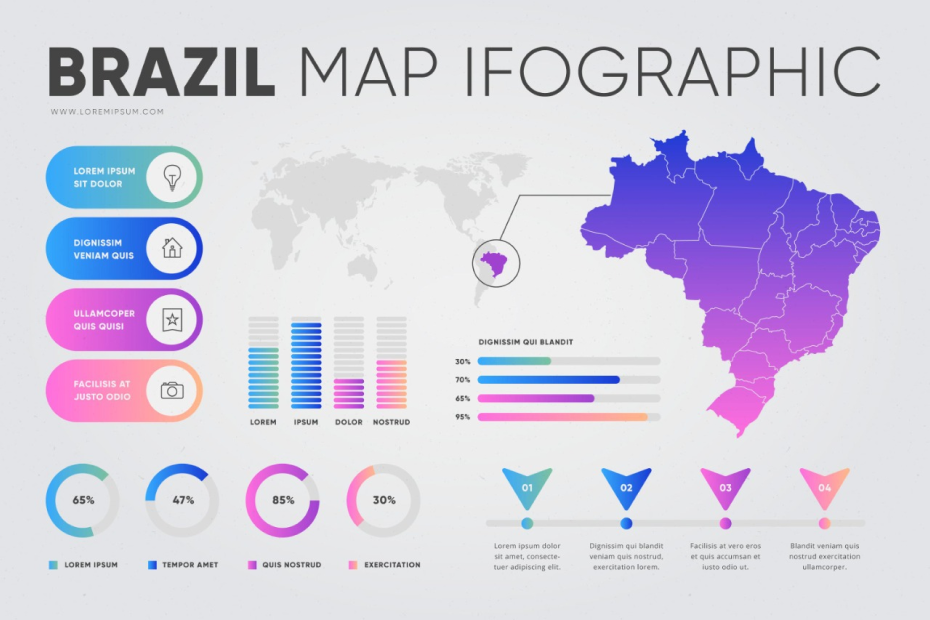 BRAZIL MAP IFOGRAPHIC
WWW.LOREMIPSUM.COM
LOREM IPSUM
SIT DOLOR
DIGNISSIM
VENIAM QUIS
ULLAMCOPER
QUIS QUISI
FACILISIS AT
JUSTO ODIO
LOREM
IPSUM
DOLOR
NOSTRUD
DIGNISSIM QUI BLANDIT
30%
70%
65%
95%
65%
47%
85%
30%
LOREM IPSUM
TEMPOR AMET
QUIS NOSTRUD
EXERCITATION
01
02
03
04
Lorem ipsum dolor
sit amet, consecte-
tuer adipiscing elit.
Dignissim qui blandit
veniam quis nostrud,
exercitation lorem.
Facilisis at vero eros
et quis accumsan et
iusto odio ut.
Blandit veniam quis
nostrud exercitation
ullamcorper.